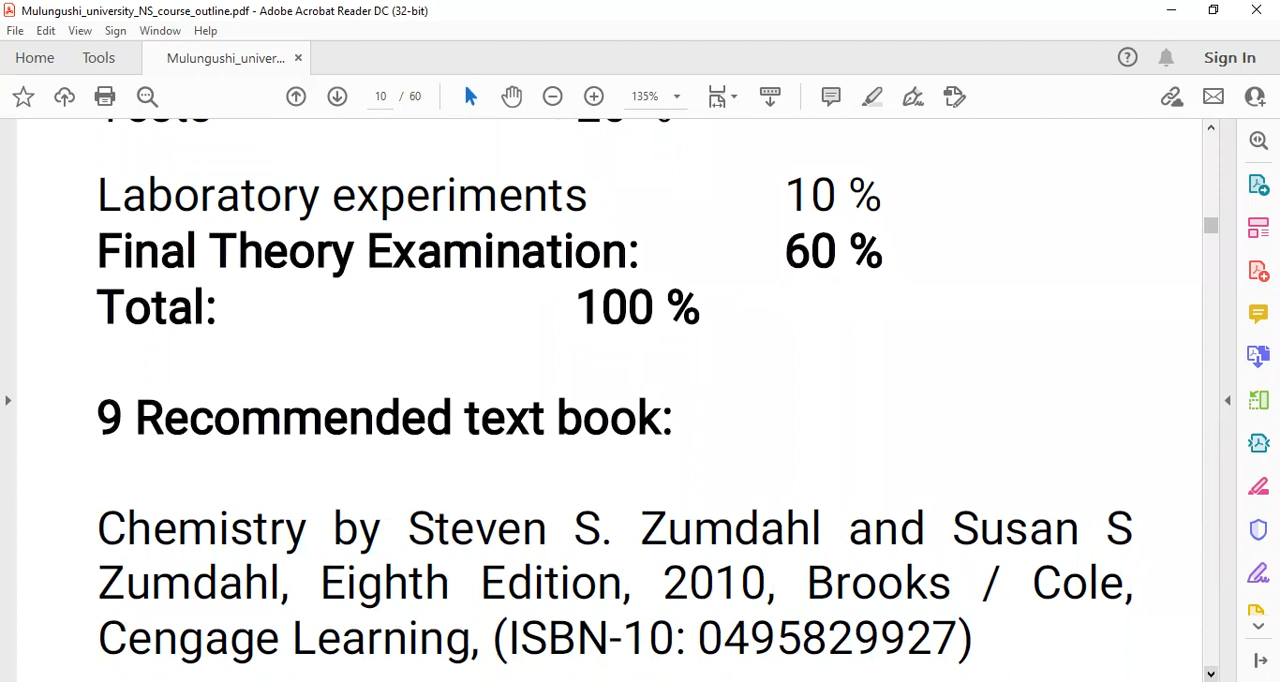 Mulungushi_university_NS_course_outline.pdf - Adobe Acrobat Reader DC (32-bit)
File Edit View Sign Window Help
Home Tools Mulungushi_univer... × Sign In
10 / 60 135%
Laboratory experiments 10 %
Final Theory Examination: 60 %
Total: 100 %
9 Recommended text book:
Chemistry by Steven S. Zumdahl and Susan S
Zumdahl, Eighth Edition, 2010, Brooks / Cole,
Cengage Learning, (ISBN-10: 0495829927)